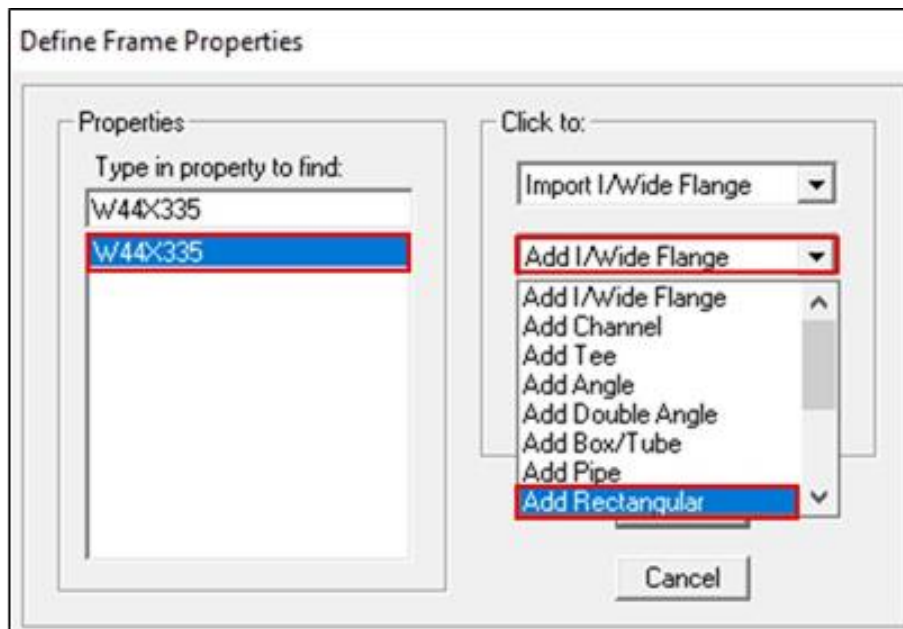 Define Frame Properties
Properties
Type in property to find:
W44X335
W44X335
Click to:
Import I/Wide Flange
Add I/Wide Flange
Add I/Wide Flange
Add Channel
Add Tee
Add Angle
Add Double Angle
Add Box/Tube
Add Pipe
Add Rectangular
Cancel